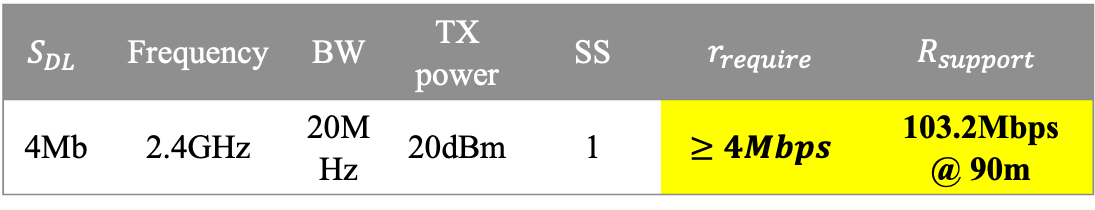 S_DL Frequency BW TX power SS r_require R_support
4Mb 2.4GHz 20M Hz 20dBm 1 ≥ 4Mbps 103.2Mbps @ 90m